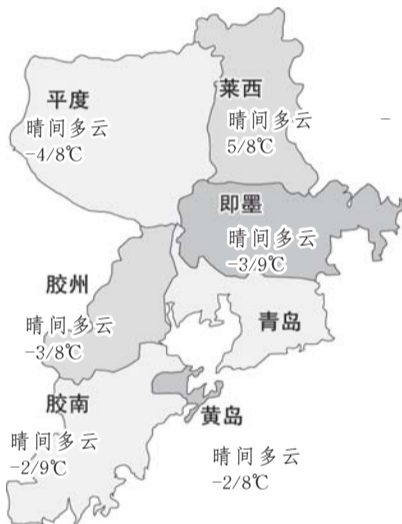 平度
晴间多云
-4/8℃
莱西
晴间多云
5/8℃
-
即墨
晴间多云
-3/9℃
胶州
晴间多云
-3/8℃
青岛
胶南
晴间多云
-2/9℃
黄岛
晴间多云
-2/8℃